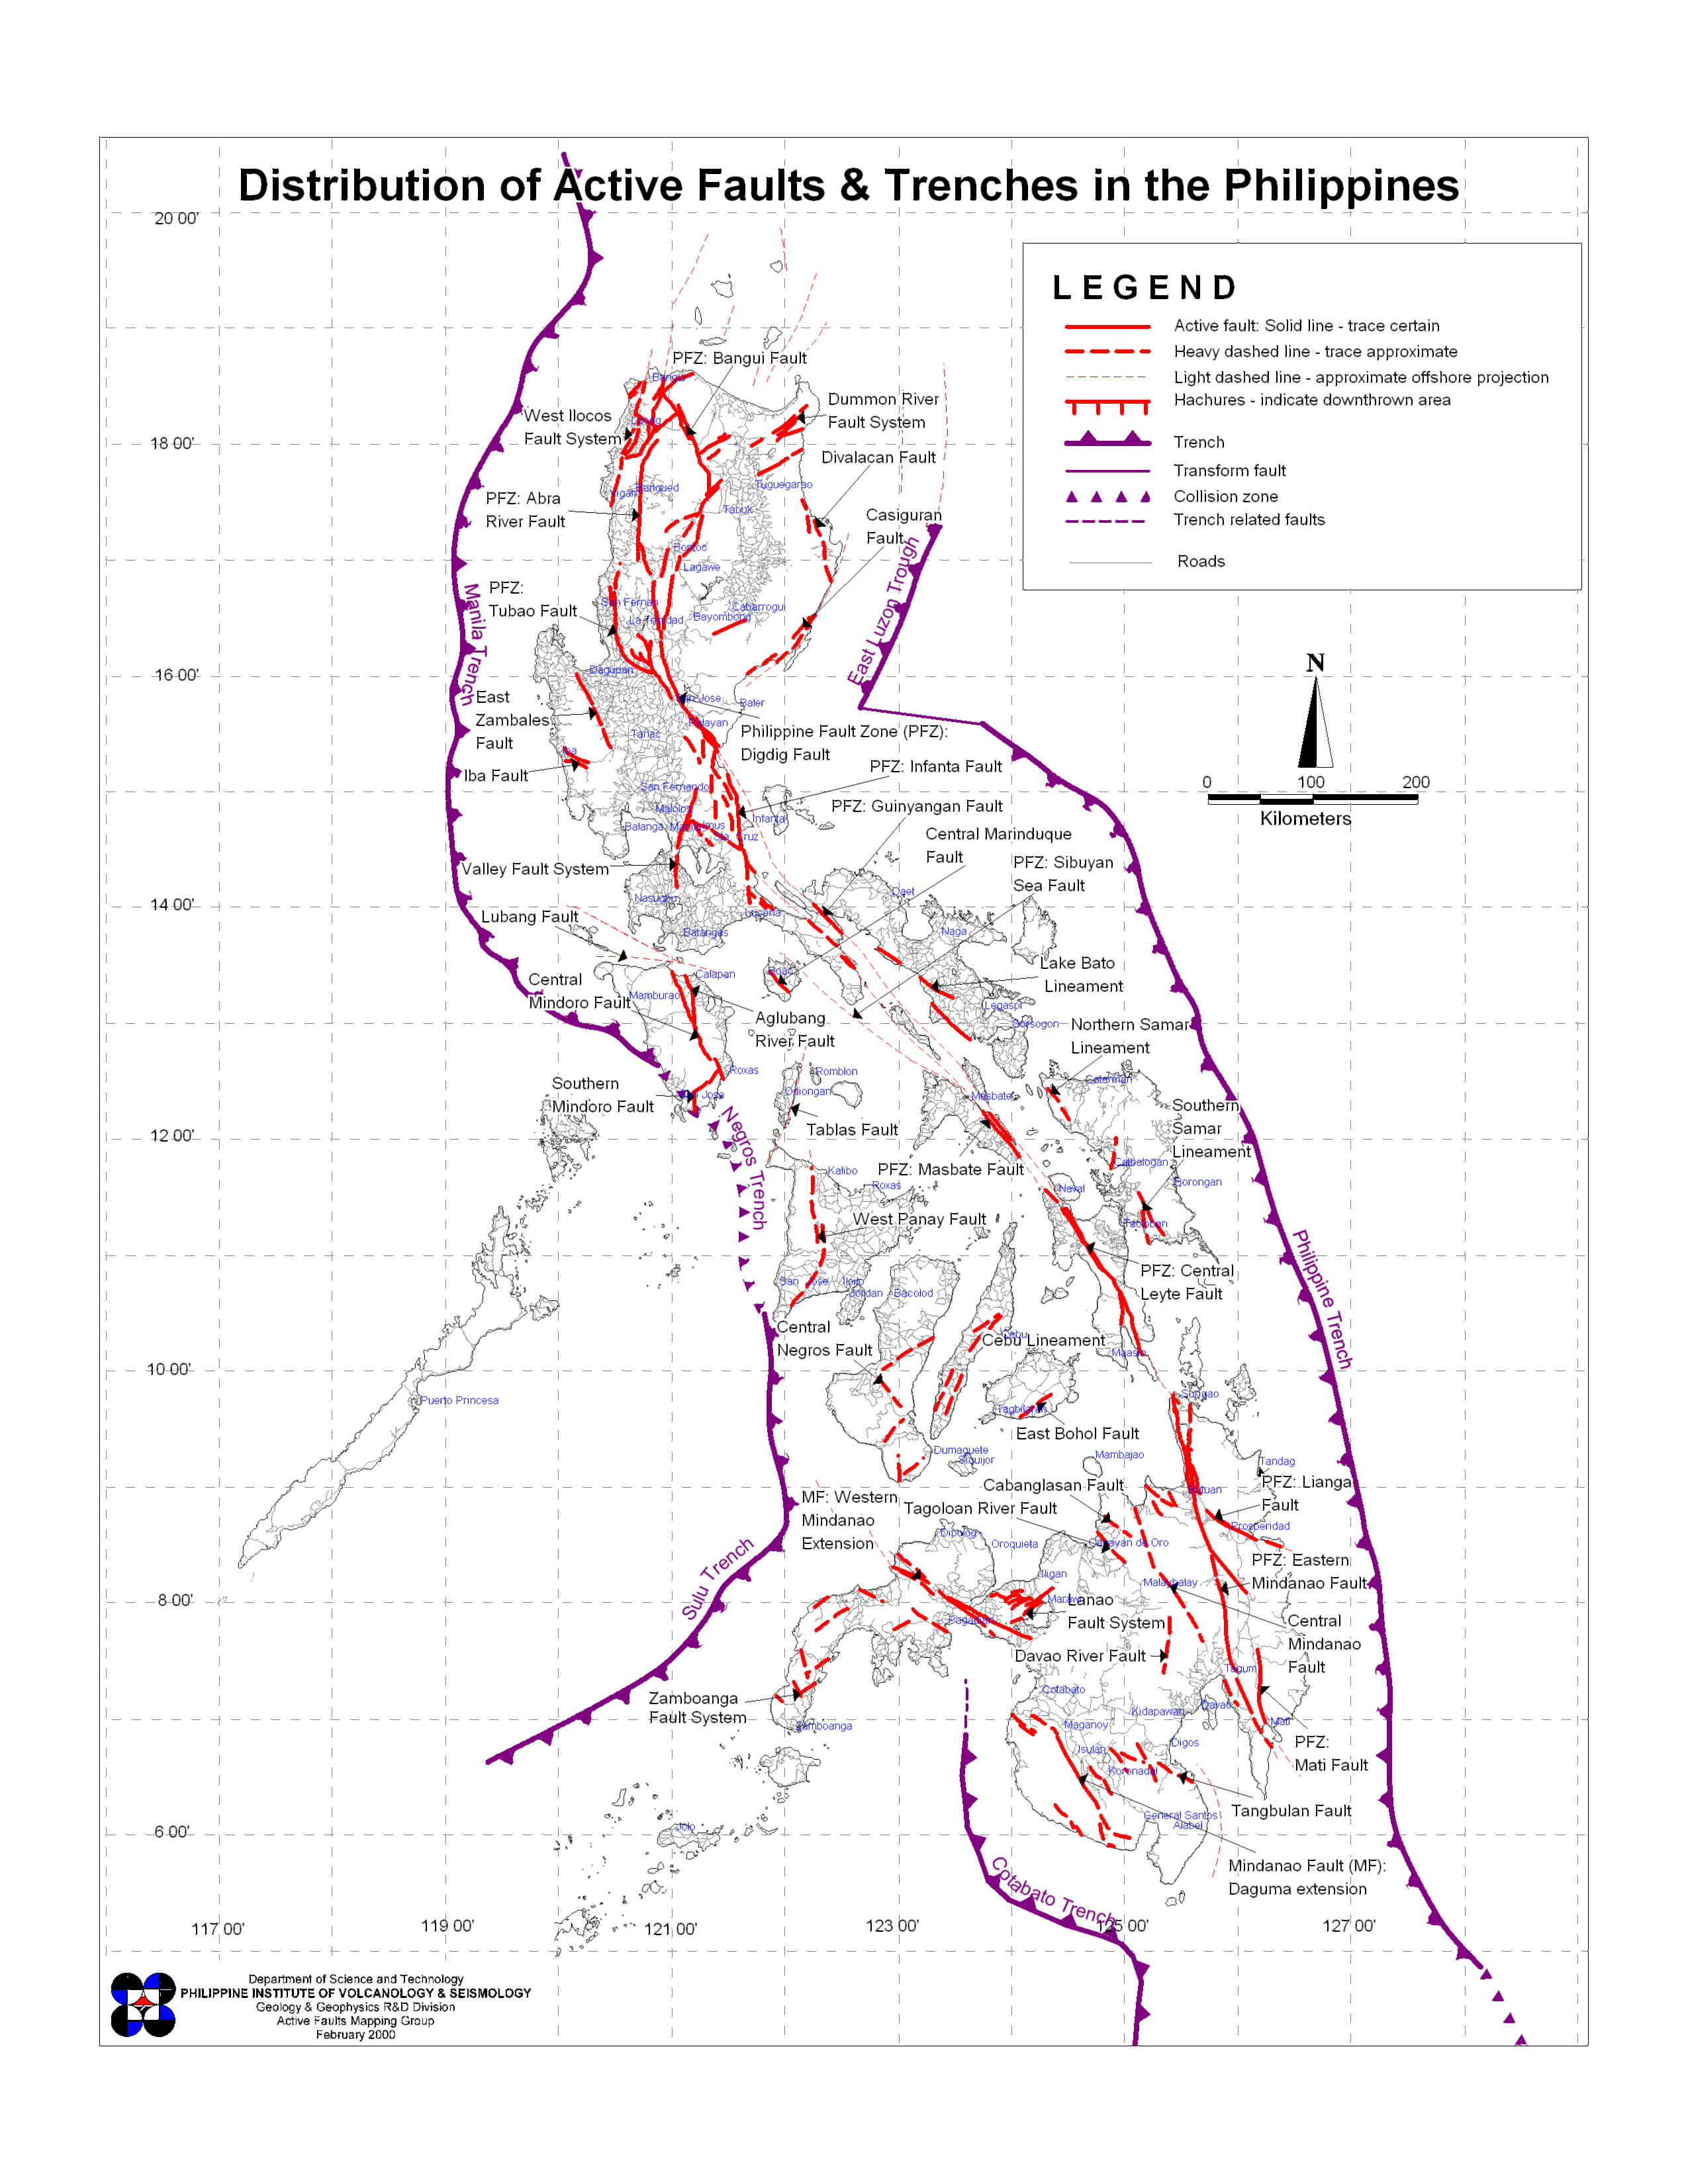 Distribution of Active Faults & Trenches in the Philippines
20 00'
18 00'
16 00'
14 00'
12 00'
10 00'
8 00'
6 00'
117 00'
119 00'
121 00'
123 00'
125 00'
127 00'
LEGEND
Active fault: Solid line - trace certain
Heavy dashed line - trace approximate
Light dashed line - approximate offshore projection
Hachures - indicate downthrown area
Trench
Transform fault
Collision zone
Trench related faults
Roads
N
0 100 200
Kilometers
PFZ: Bangui Fault
Bangui
West Ilocos
Fault System
Laoag
Dummon River
Fault System
Divalacan Fault
Tuguegarao
PFZ: Abra
River Fault
Vigan
Bangued
Tabuk
Casiguran
Fault
Bontoc
Lagawe
East Luzon Trough
Manila Trench
PFZ:
Tubao Fault
San Fernan
La Trinidad
Bayombong
Cabarrogui
Dagupan
East
Zambales
Fault
San Jose
Baler
Palayan
Tarlac
Philippine Fault Zone (PFZ):
Digdig Fault
Iba
Iba Fault
PFZ: Infanta Fault
San Fernando
PFZ: Guinyangan Fault
Malolos
Infanta
Balanga
Imus
Sta. Cruz
Central Marinduque
Fault
PFZ: Sibuyan
Sea Fault
Valley Fault System
Nasugbu
Lucena
Daet
Lubang Fault
Batangas
Naga
Central
Mindoro Fault
Calapan
Mamburao
Boac
Lake Bato
Lineament
Legaspi
Sorsogon
Aglubang
River Fault
Northern Samar
Lineament
Catarman
Roxas
Romblon
Odiongan
Masbate
Southern
Mindoro Fault
San Jose
Southern
Samar
Lineament
Tablas Fault
Negros Trench
Kalibo
Roxas
PFZ: Masbate Fault
Catbalogan
Naval
Borongan
Tacloban
West Panay Fault
Philippine Trench
PFZ: Central
Leyte Fault
San Jose
Iloilo
Jordan
Bacolod
Central
Negros Fault
Cebu
Cebu Lineament
Maasin
Puerto Princesa
Surigao
Tagbilaran
East Bohol Fault
Dumaguete
Siquijor
Mambajao
Tandag
Cabanglasan Fault
PFZ: Lianga
Fault
Butuan
MF: Western
Mindanao
Extension
Tagoloan River Fault
Prosperidad
Dipolog
Oroquieta
Cagayan de Oro
PFZ: Eastern
Mindanao Fault
Sulu Trench
Iligan
Malaybalay
Marawi
Lanao
Fault System
Pagadian
Central
Mindanao
Fault
Davao River Fault
Tagum
Zamboanga
Fault System
Zamboanga
Cotabato
Davao
Kidapawan
Maganoy
Mati
Digos
Isulan
Koronadal
PFZ:
Mati Fault
Tangbulan Fault
General Santos
Alabel
Jolo
Mindanao Fault (MF):
Daguma extension
Cotabato Trench
Department of Science and Technology
PHILIPPINE INSTITUTE OF VOLCANOLOGY & SEISMOLOGY
Geology & Geophysics R&D Division
Active Faults Mapping Group
February 2000